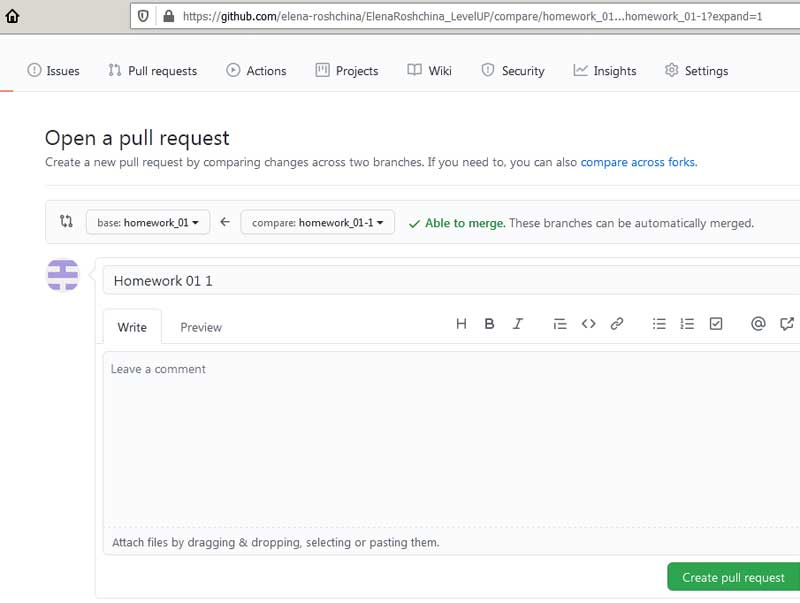 https://github.com/elena-roshchina/ElenaRoshchina_LevelUP/compare/homework_01...homework_01-1?expand=1
Issues Pull requests Actions Projects Wiki Security Insights Settings
Open a pull request
Create a new pull request by comparing changes across two branches. If you need to, you can also compare across forks.
base: homework_01 compare: homework_01-1 Able to merge. These branches can be automatically merged.
Homework 01 1
Write Preview H B I @
Leave a comment
Attach files by dragging & dropping, selecting or pasting them.
Create pull request